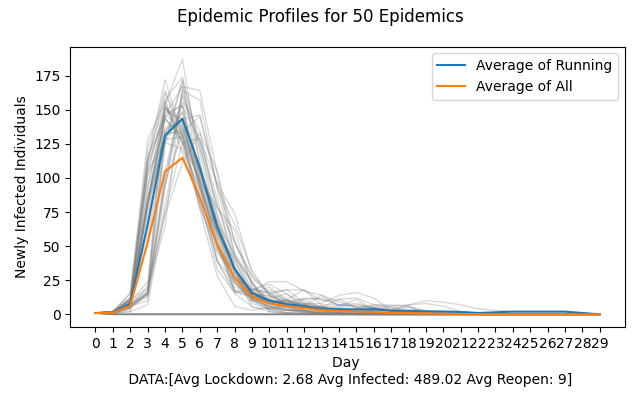 Epidemic Profiles for 50 Epidemics
Average of Running
Average of All
Newly Infected Individuals
175
150
125
100
75
50
25
0
0 1 2 3 4 5 6 7 8 9 10 11 12 13 14 15 16 17 18 19 20 21 22 23 24 25 26 27 28 29
Day
DATA:[Avg Lockdown: 2.68 Avg Infected: 489.02 Avg Reopen: 9]